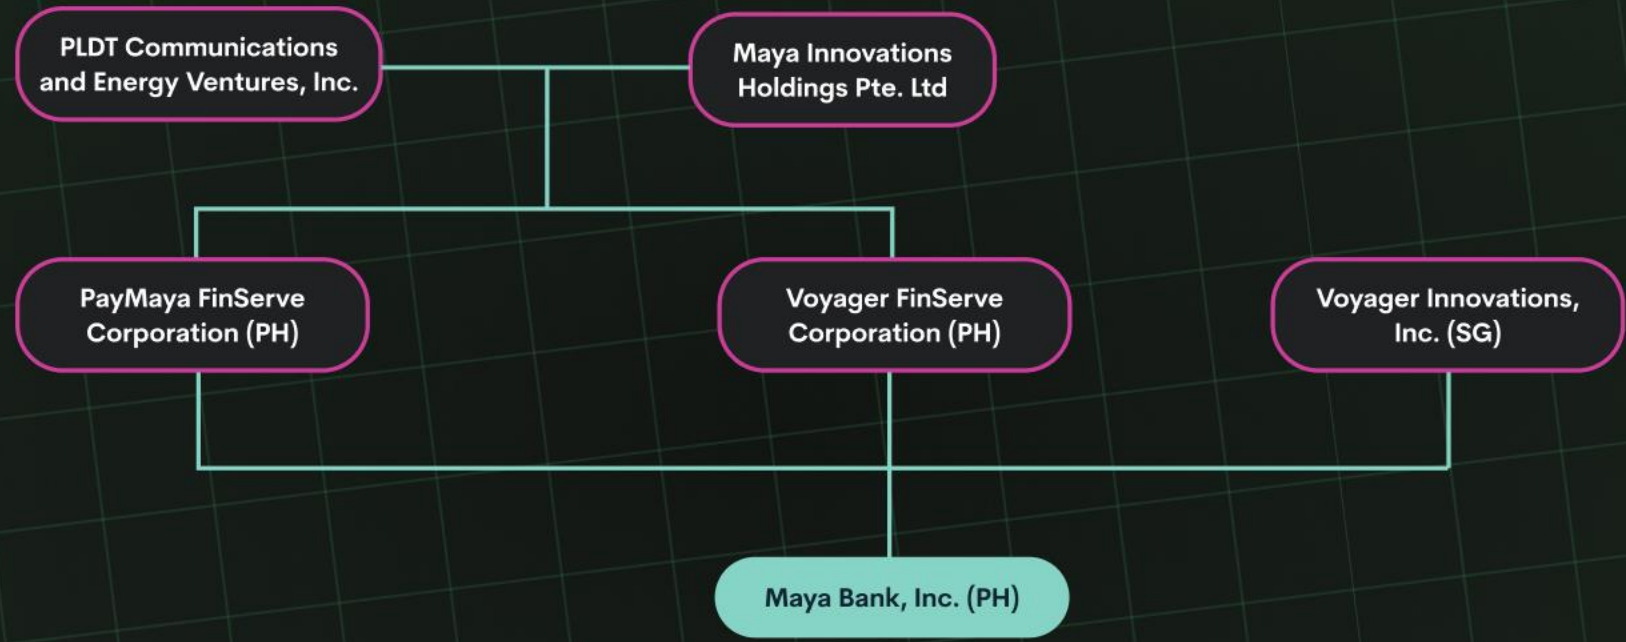 PLDT Communications
and Energy Ventures, Inc.
Maya Innovations
Holdings Pte. Ltd
PayMaya FinServe
Corporation (PH)
Voyager FinServe
Corporation (PH)
Voyager Innovations,
Inc. (SG)
Maya Bank, Inc. (PH)